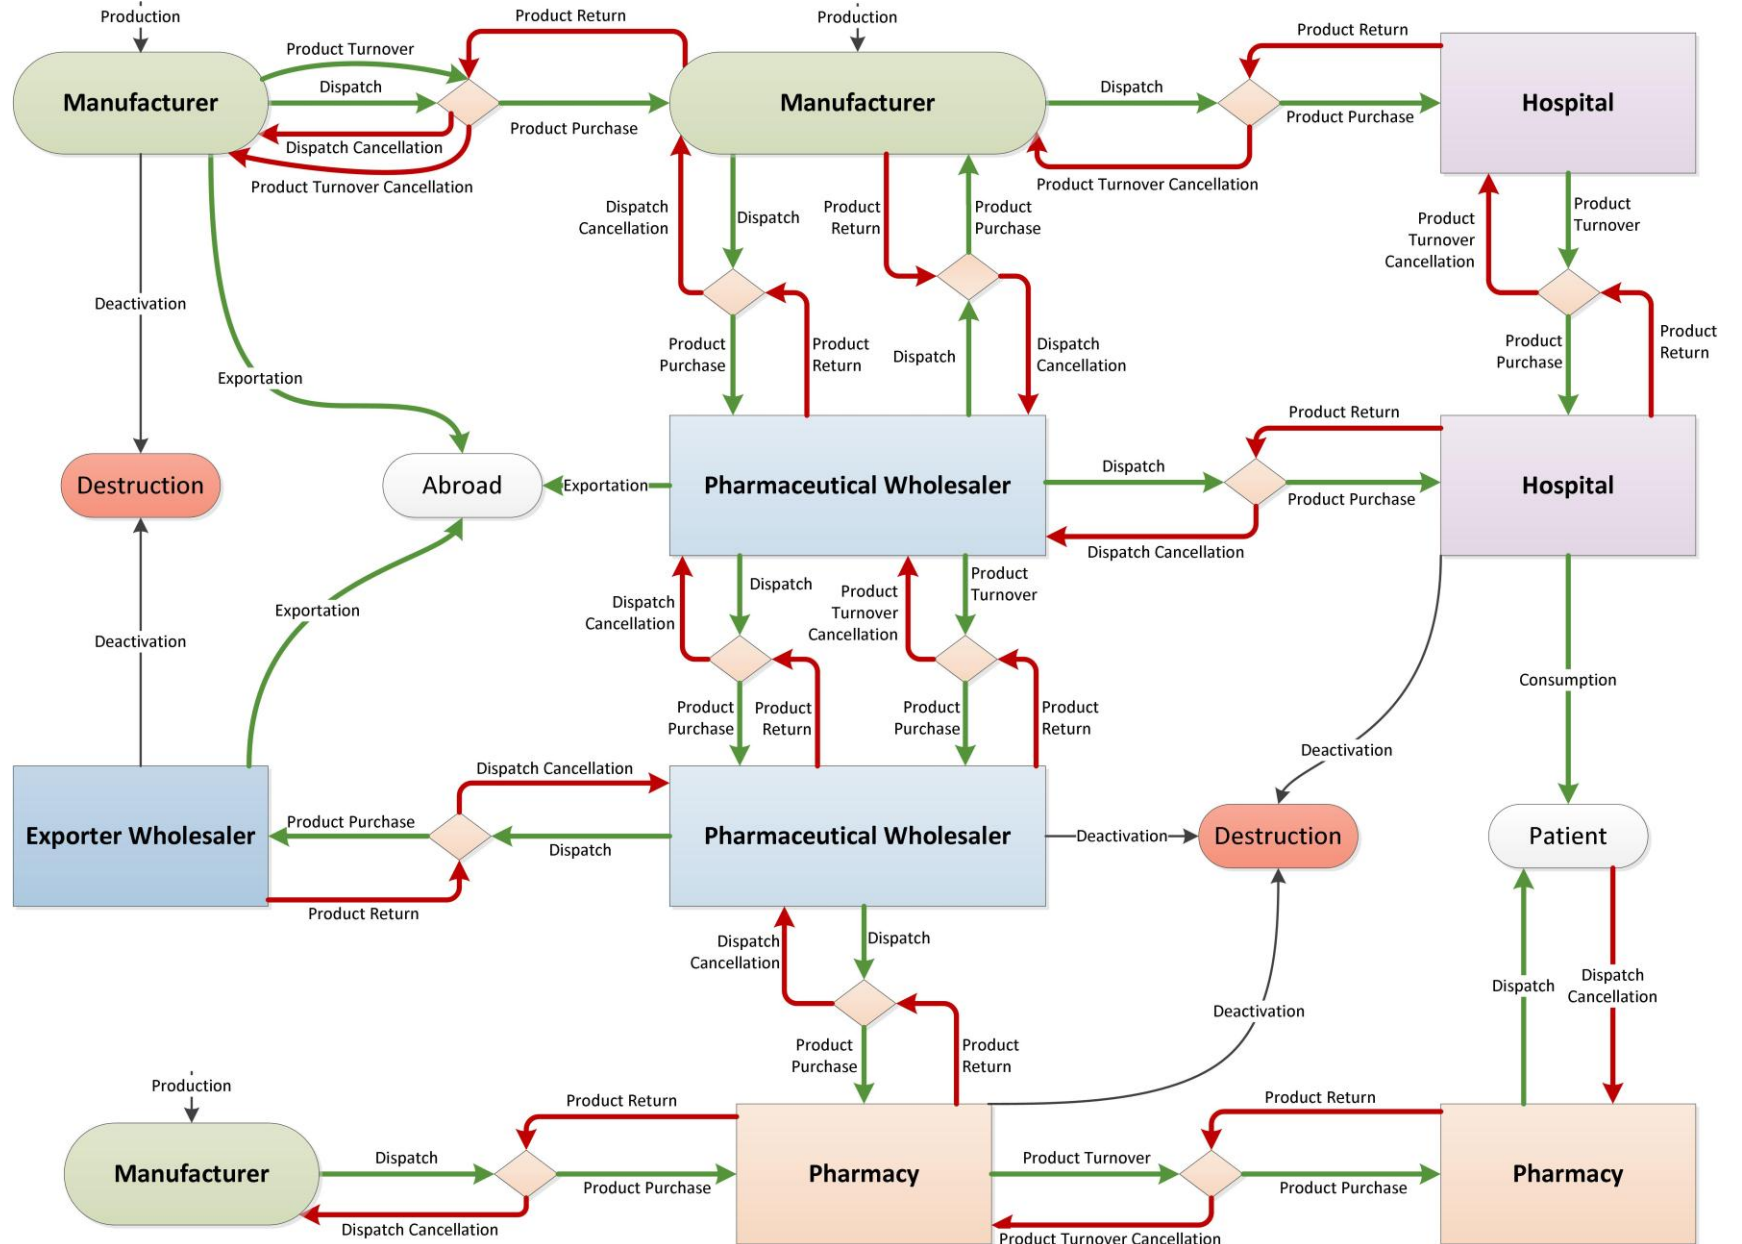 Production
Product Return
Production
Product Return
Product Turnover
Manufacturer
Dispatch
Manufacturer
Dispatch
Hospital
Product Purchase
Product Purchase
Dispatch Cancellation
Product Turnover Cancellation
Product Turnover Cancellation
Dispatch
Cancellation
Dispatch
Product
Return
Product
Purchase
Product
Turnover
Cancellation
Product
Turnover
Deactivation
Exportation
Product
Purchase
Product
Return
Dispatch
Dispatch
Cancellation
Product
Purchase
Product
Return
Product Return
Destruction
Abroad
Exportation
Pharmaceutical Wholesaler
Dispatch
Product Purchase
Hospital
Dispatch Cancellation
Dispatch
Cancellation
Dispatch
Product
Turnover
Cancellation
Product
Turnover
Exportation
Deactivation
Consumption
Product
Purchase
Product
Return
Product
Purchase
Product
Return
Deactivation
Dispatch Cancellation
Exporter Wholesaler
Product Purchase
Dispatch
Pharmaceutical Wholesaler
Deactivation
Destruction
Patient
Product Return
Dispatch
Cancellation
Dispatch
Dispatch
Dispatch
Cancellation
Deactivation
Product
Purchase
Product
Return
Production
Product Return
Product Return
Manufacturer
Dispatch
Product Purchase
Pharmacy
Product Turnover
Product Purchase
Pharmacy
Dispatch Cancellation
Product Turnover Cancellation